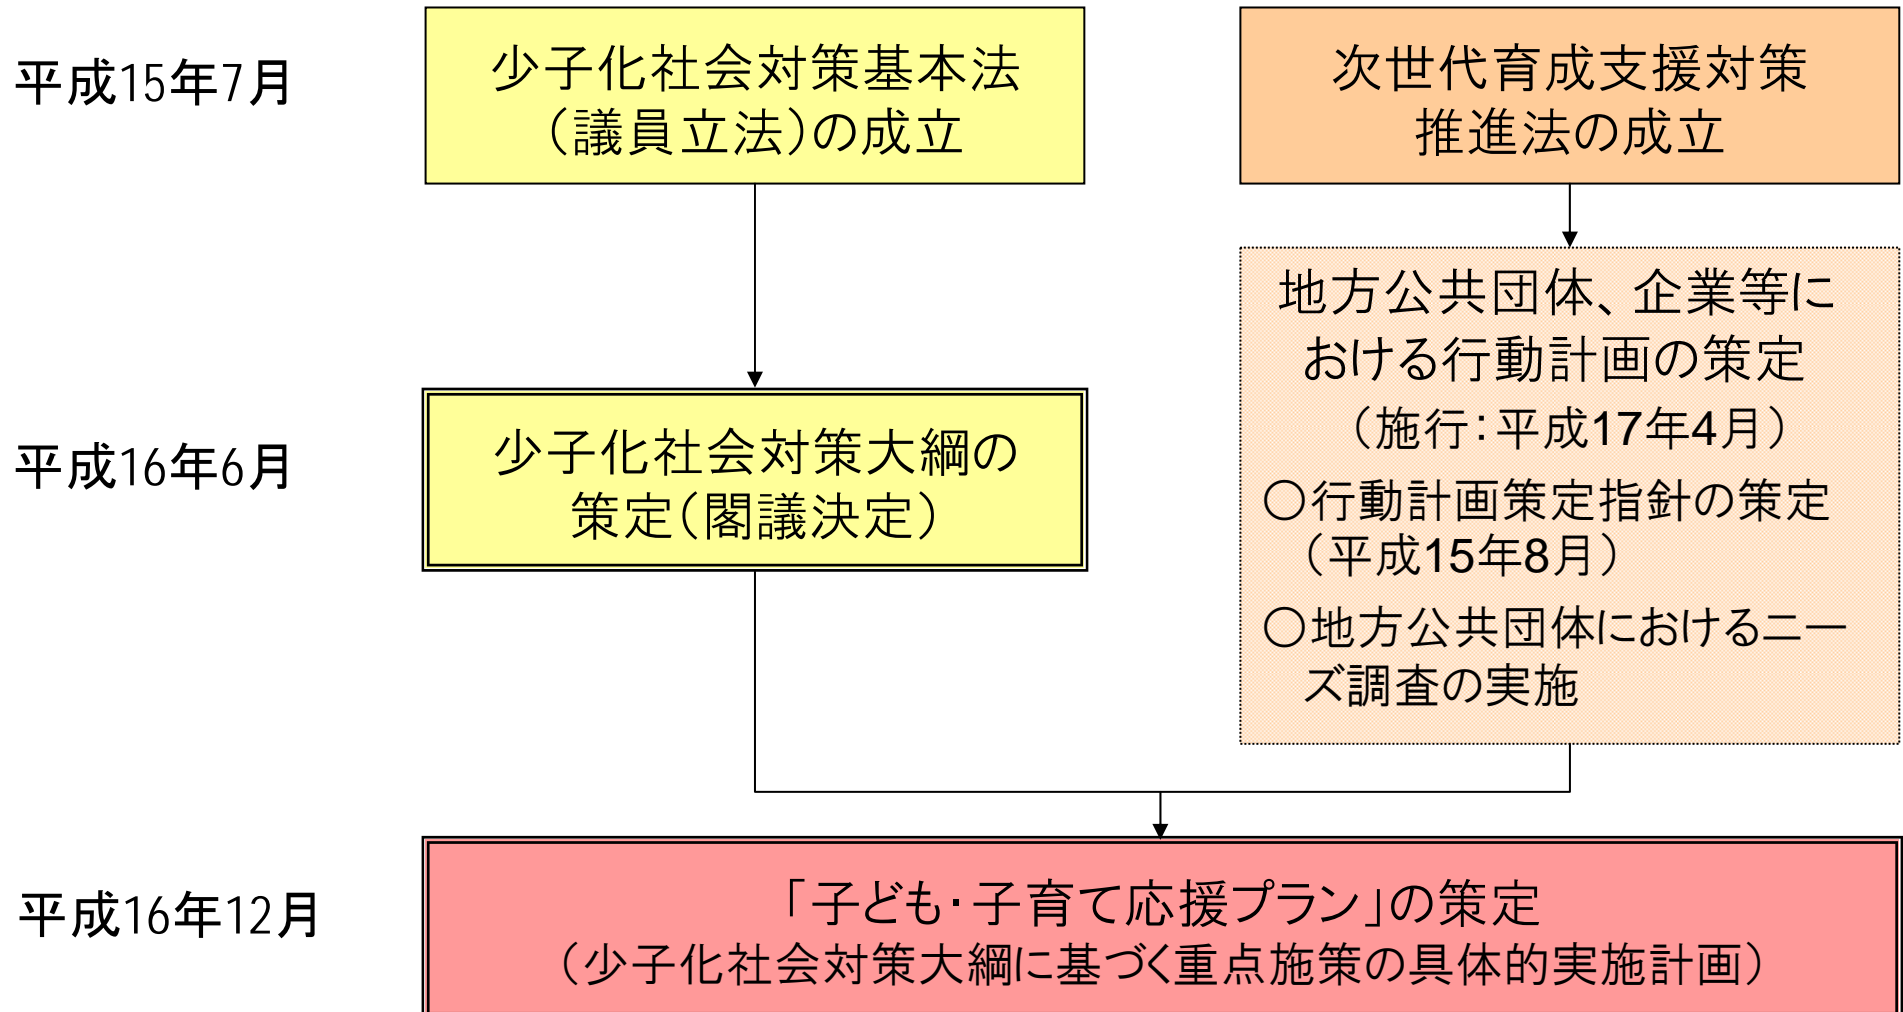 平成15年7月
少子化社会対策基本法
（議員立法）の成立
次世代育成支援対策
推進法の成立
地方公共団体、企業等に
おける行動計画の策定
（施行：平成17年4月）
○行動計画策定指針の策定
（平成15年8月）
○地方公共団体におけるニー
ズ調査の実施
平成16年6月
少子化社会対策大綱の
策定（閣議決定）
平成16年12月
「子ども・子育て応援プラン」の策定
（少子化社会対策大綱に基づく重点施策の具体的実施計画）